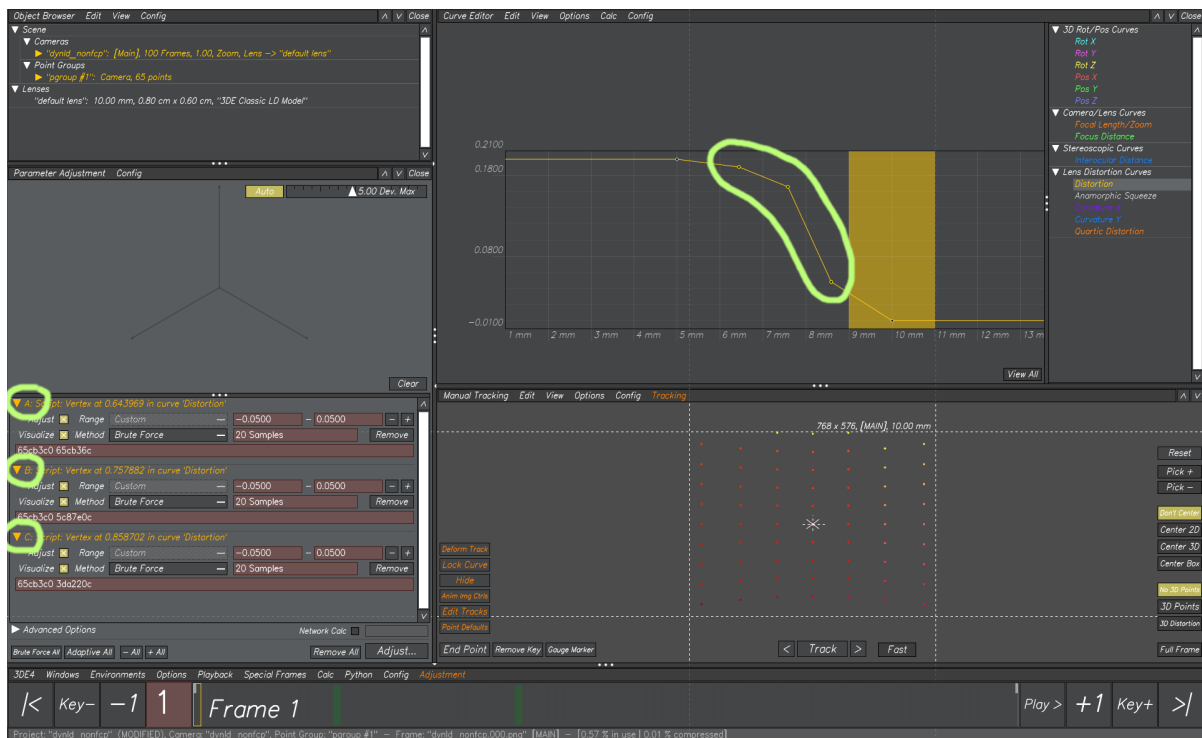 Object Browser Edit View Config Close
Scene
Cameras
"dynld_nonfcp": [Main], 100 Frames, 1.00, Zoom, Lens -> "default lens"
Point Groups
"pgroup #1": Camera, 65 points
Lenses
"default lens": 10.00 mm, 0.80 cm x 0.60 cm, "3DE Classic LD Model"
Parameter Adjustment Config Close
Auto 5.00 Dev. Max
Clear
A: Script: Vertex at 0.643969 in curve 'Distortion'
Adjust Range Custom -0.0500 - 0.0500 - +
Visualize Method Brute Force 20 Samples Remove
65cb3c0 65cb36c
B: Script: Vertex at 0.757882 in curve 'Distortion'
Adjust Range Custom -0.0500 - 0.0500 - +
Visualize Method Brute Force 20 Samples Remove
65cb3c0 5c87e0c
C: Script: Vertex at 0.858702 in curve 'Distortion'
Adjust Range Custom -0.0500 - 0.0500 - +
Visualize Method Brute Force 20 Samples Remove
65cb3c0 3da220c
Advanced Options Network Calc
Brute Force All Adaptive All - All + All Remove All Adjust...
Curve Editor Edit View Options Calc Config Close
0.2100
0.1800
0.0800
-0.0100
1 mm 2 mm 3 mm 4 mm 5 mm 6 mm 7 mm 8 mm 9 mm 10 mm 11 mm 12 mm 13 m
View All
3D Rot/Pos Curves
Rot X
Rot Y
Rot Z
Pos X
Pos Y
Pos Z
Camera/Lens Curves
Focal Length/Zoom
Focus Distance
Stereoscopic Curves
Interocular Distance
Lens Distortion Curves
Distortion
Anamorphic Squeeze
Curvature X
Curvature Y
Quartic Distortion
Manual Tracking Edit View Options Config Tracking
768 x 576, [MAIN], 10.00 mm
Reset
Pick +
Pick -
Don't Center
Center 2D
Center 3D
Center Box
No 3D Points
3D Points
3D Distortion
Full Frame
Deform Track
Lock Curve
Hide
Anim Img Ctrls
Edit Tracks
Point Defaults
End Point Remove Key Gauge Marker < Track > Fast
3DE4 Windows Environments Options Playback Special Frames Calc Python Config Adjustment
|< Key- -1 1 Frame 1 Play > +1 Key+ >|
Project: "dynld_nonfcp" (MODIFIED), Camera: "dynld_nonfcp", Point Group: "pgroup #1" - Frame: "dynld_nonfcp.000.png" [MAIN] - [0.57 % in use | 0.01 % compressed]